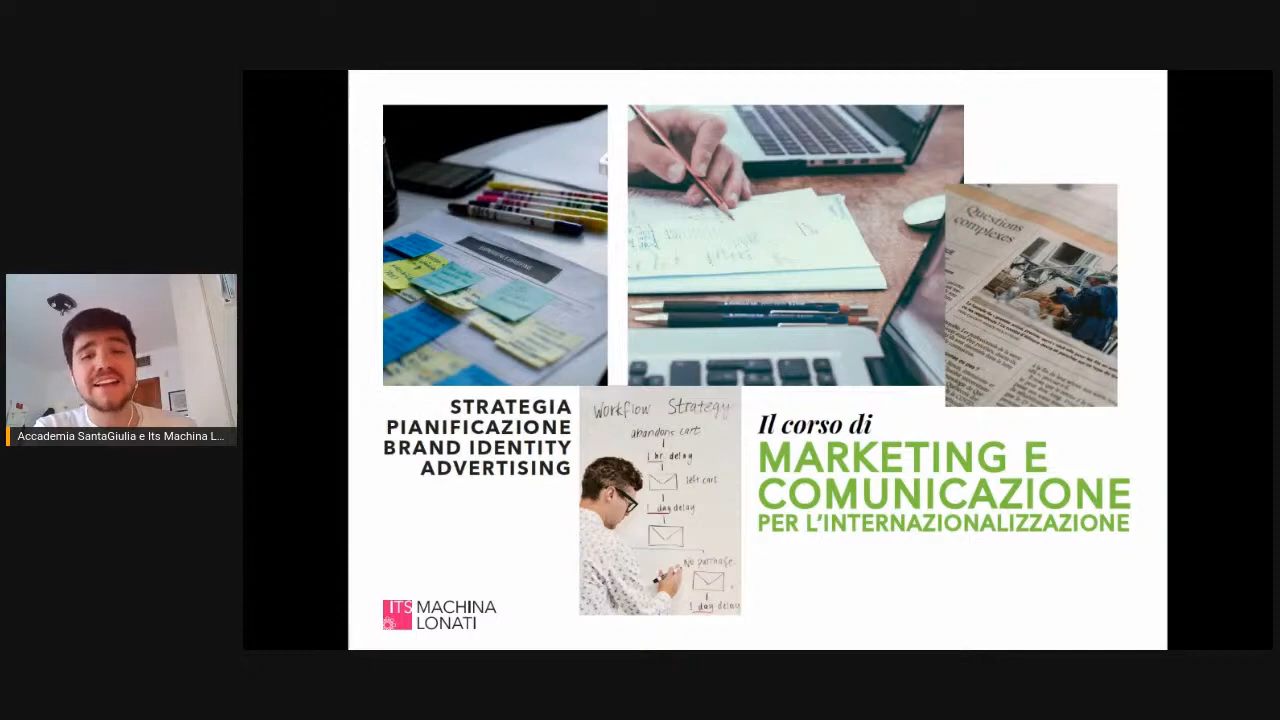 Accademia SantaGiulia e Its Machina L...
Questions
complexes
STRATEGIA
PIANIFICAZIONE
BRAND IDENTITY
ADVERTISING
Workflow Strategy
abandons cart
1 hr. delay
left cart
1 day delay
No purchase
1 day delay
Il corso di
MARKETING E
COMUNICAZIONE
PER L'INTERNAZIONALIZZAZIONE
ITS MACHINA
LONATI